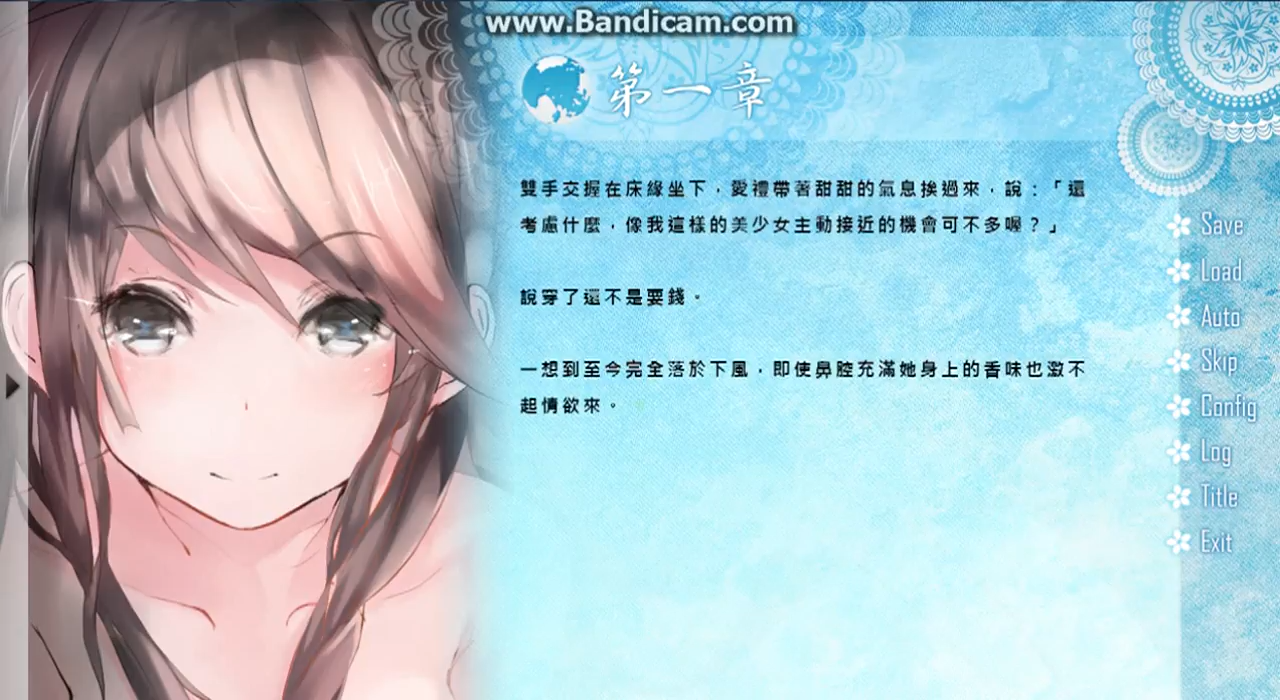 www.Bandicam.com
第一章
雙手交握在床緣坐下，愛禮帶著甜甜的氣息挨過來，說：「還
考慮什麼，像我這樣的美少女主動接近的機會可不多喔？」
說穿了還不是要錢。
一想到至今完全落於下風，即使鼻腔充滿她身上的香味也激不
起情欲來。
Save
Load
Auto
Skip
Config
Log
Title
Exit